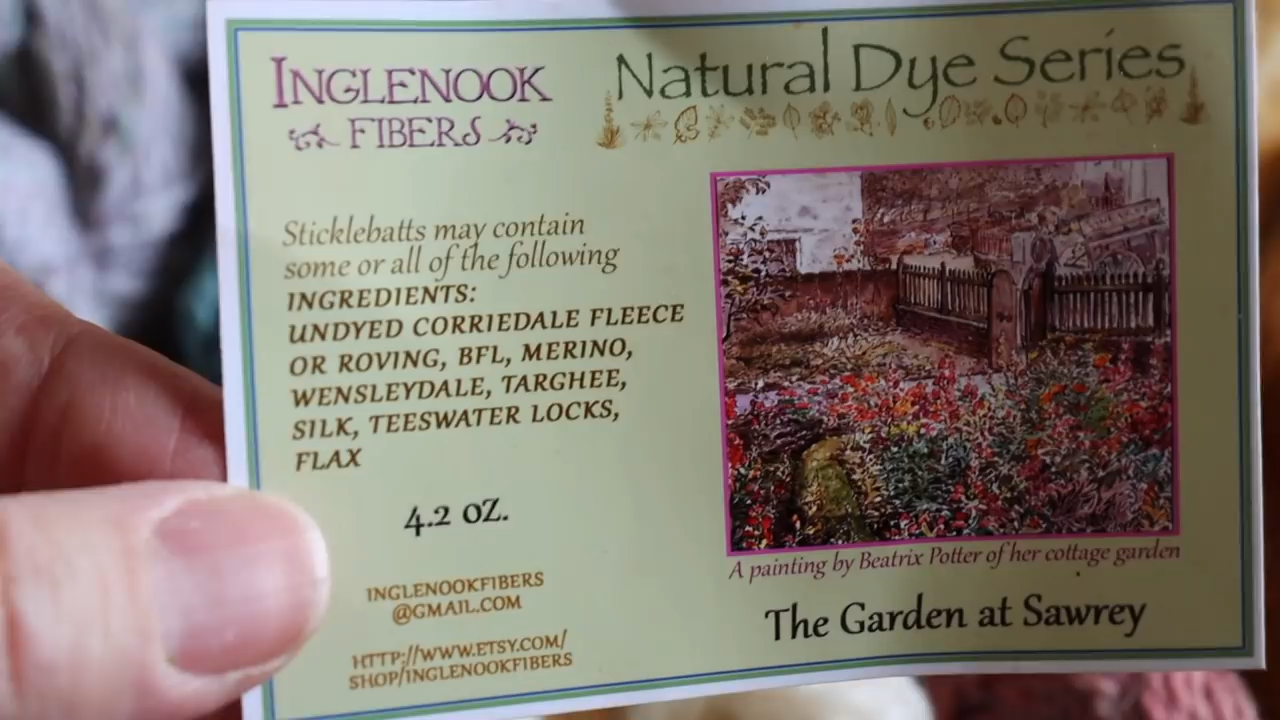 INGLENOOK
FIBERS
Natural Dye Series
Sticklebatts may contain
some or all of the following
INGREDIENTS:
UNDYED CORRIEDALE FLEECE
OR ROVING, BFL, MERINO,
WENSLEYDALE, TARGHEE,
SILK, TEESWATER LOCKS,
FLAX
4.2 OZ.
INGLENOOKFIBERS
@GMAIL.COM
HTTP://WWW.ETSY.COM/
SHOP/INGLENOOKFIBERS
A painting by Beatrix Potter of her cottage garden
The Garden at Sawrey